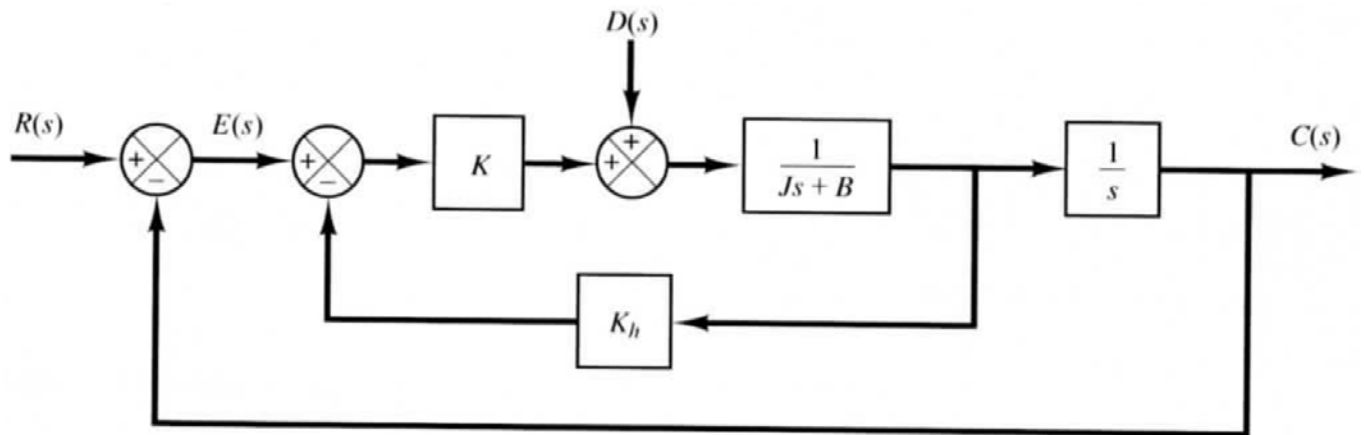 D(s)
R(s)
E(s)
C(s)
+
−
+
−
K
+
+
1
Js + B
1
s
K_h